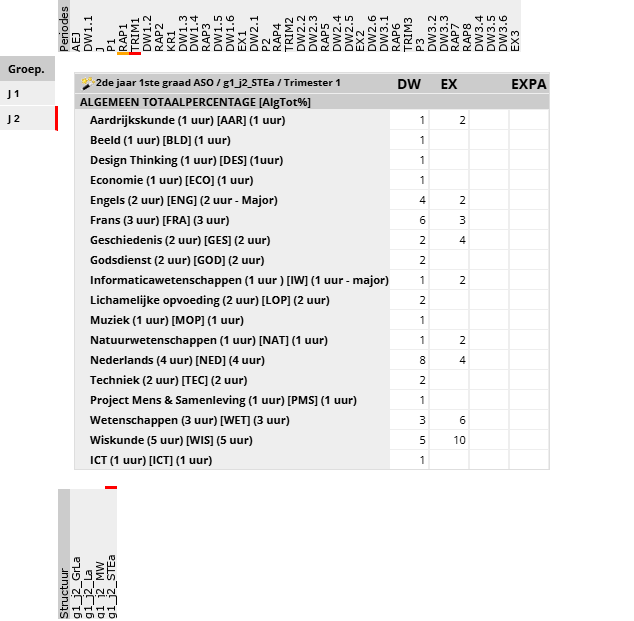 Periodes
AEJ
DW1.1
J
P1
RAP1
TRIM1
DW1.2
RAP2
KR1
DW1.3
DW1.4
RAP3
DW1.5
DW1.6
EX1
DW2.1
P2
RAP4
TRIM2
DW2.2
DW2.3
RAP5
DW2.4
DW2.5
EX2
DW2.6
DW3.1
RAP6
TRIM3
P3
DW3.2
DW3.3
RAP7
RAP8
DW3.4
DW3.5
DW3.6
EX3
Groep.
J 1
J 2
2de jaar 1ste graad ASO / g1_j2_STEa / Trimester 1 DW EX EXPA
ALGEMEEN TOTAALPERCENTAGE [AlgTot%]
Aardrijkskunde (1 uur) [AAR] (1 uur) 1 2
Beeld (1 uur) [BLD] (1 uur) 1
Design Thinking (1 uur) [DES] (1uur) 1
Economie (1 uur) [ECO] (1 uur) 1
Engels (2 uur) [ENG] (2 uur - Major) 4 2
Frans (3 uur) [FRA] (3 uur) 6 3
Geschiedenis (2 uur) [GES] (2 uur) 2 4
Godsdienst (2 uur) [GOD] (2 uur) 2
Informaticawetenschappen (1 uur ) [IW] (1 uur - major) 1 2
Lichamelijke opvoeding (2 uur) [LOP] (2 uur) 2
Muziek (1 uur) [MOP] (1 uur) 1
Natuurwetenschappen (1 uur) [NAT] (1 uur) 1 2
Nederlands (4 uur) [NED] (4 uur) 8 4
Techniek (2 uur) [TEC] (2 uur) 2
Project Mens & Samenleving (1 uur) [PMS] (1 uur) 1
Wetenschappen (3 uur) [WET] (3 uur) 3 6
Wiskunde (5 uur) [WIS] (5 uur) 5 10
ICT (1 uur) [ICT] (1 uur) 1
Structuur
g1_j2_GrLa
g1_j2_La
g1_j2_MW
g1_j2_STEa